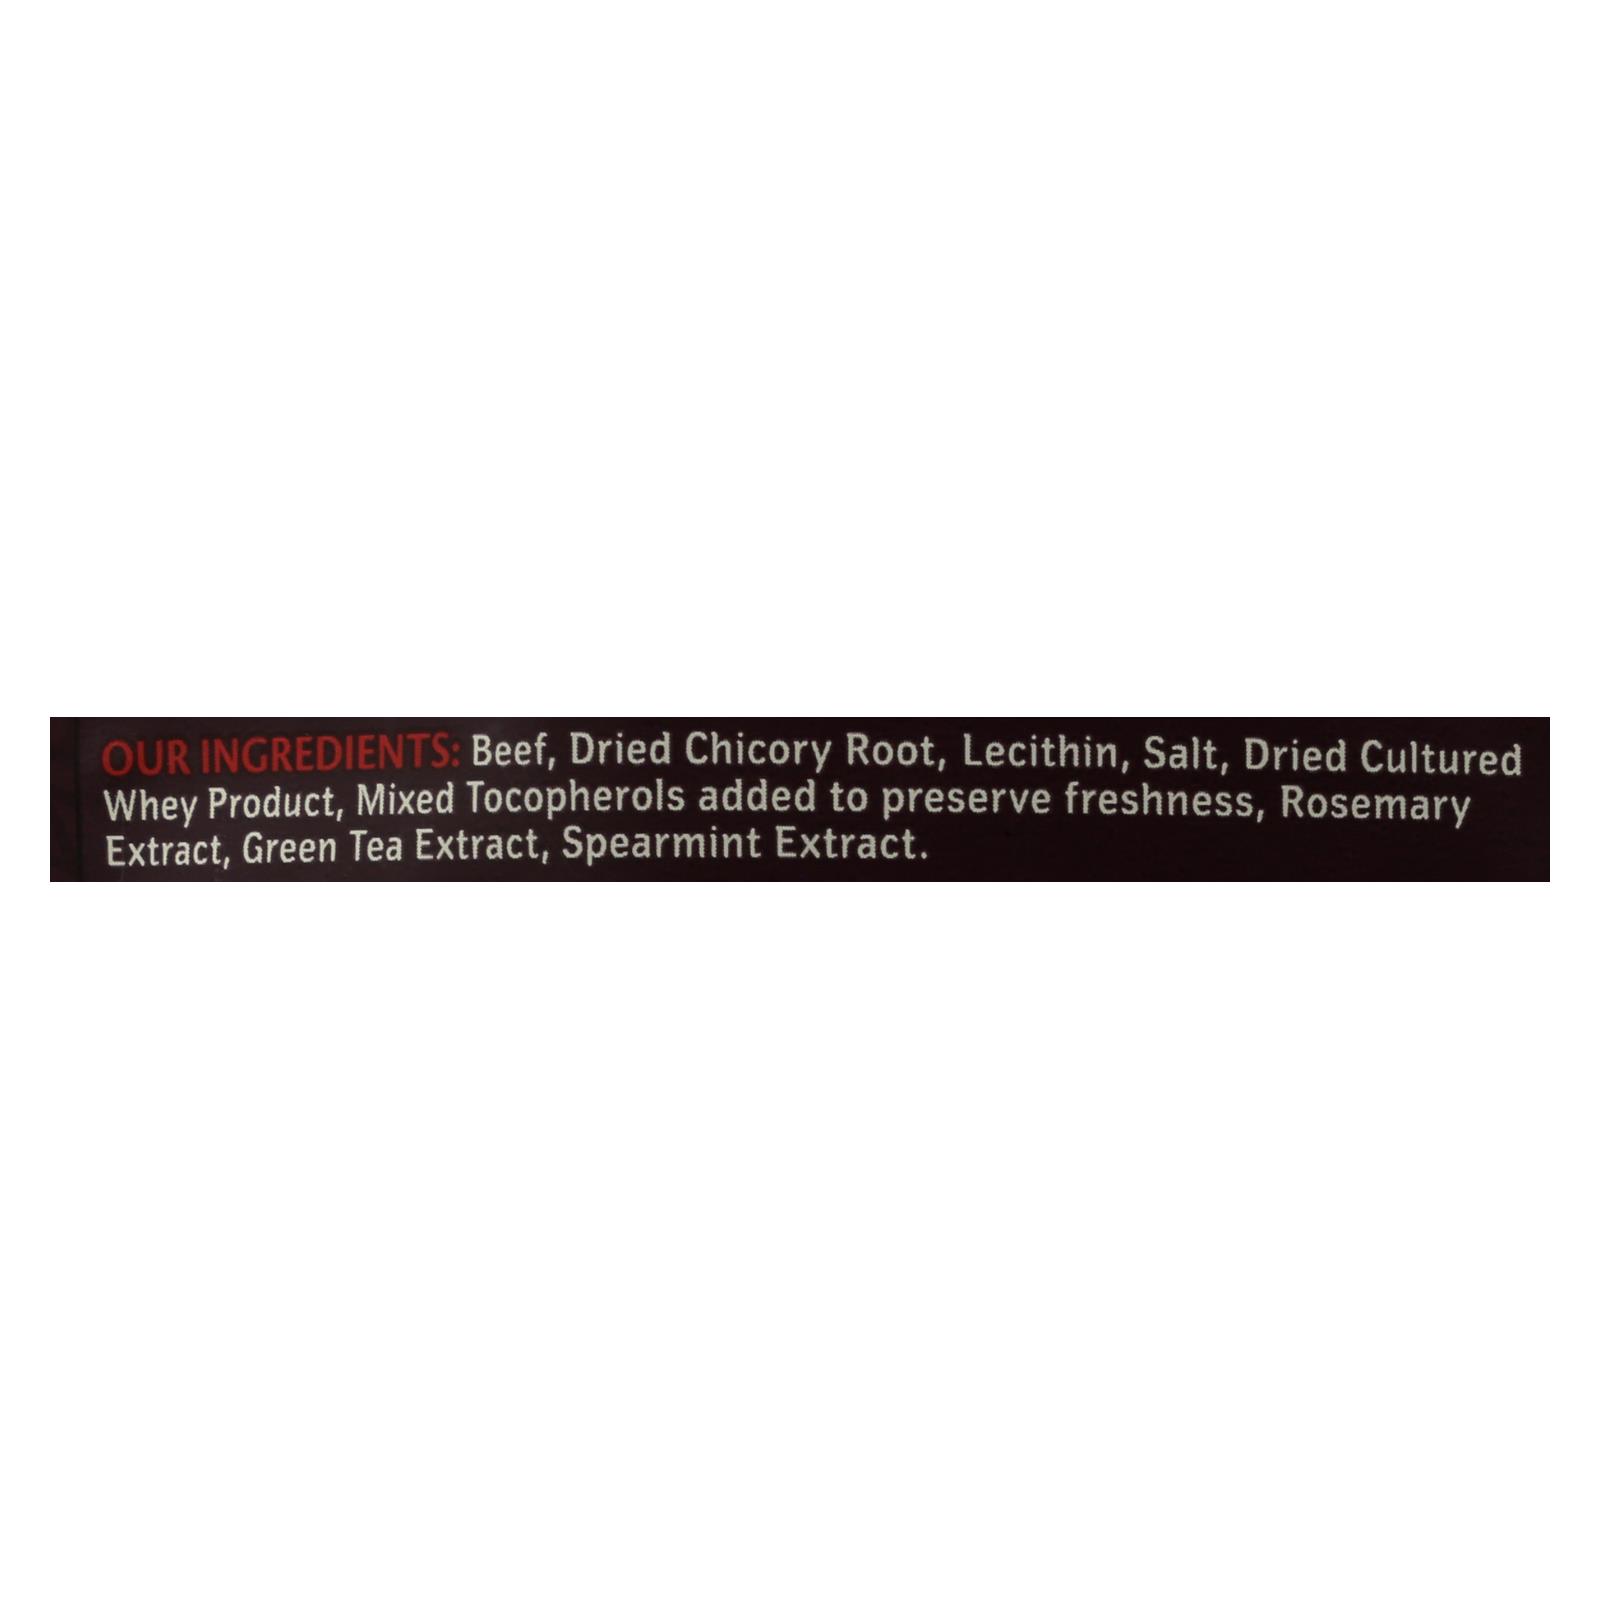 OUR INGREDIENTS: Beef, Dried Chicory Root, Lecithin, Salt, Dried Cultured
Whey Product, Mixed Tocopherols added to preserve freshness, Rosemary
Extract, Green Tea Extract, Spearmint Extract.